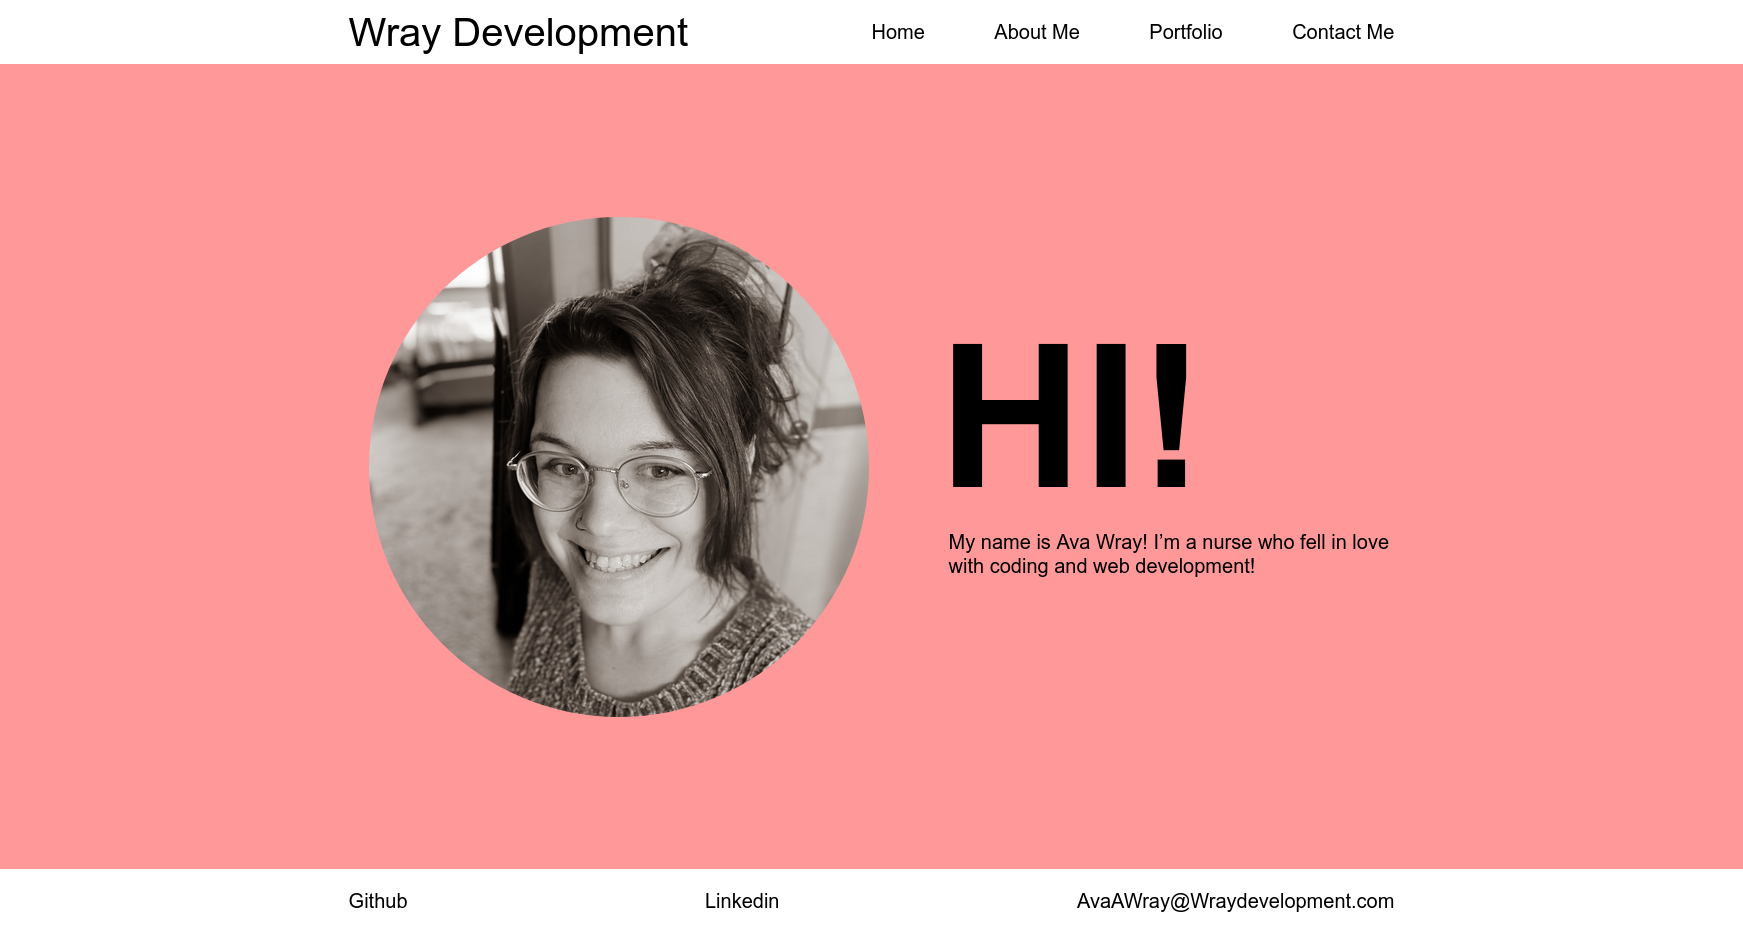 Wray Development
Home About Me Portfolio Contact Me
HI!
My name is Ava Wray! I’m a nurse who fell in love
with coding and web development!
Github Linkedin AvaAWray@Wraydevelopment.com